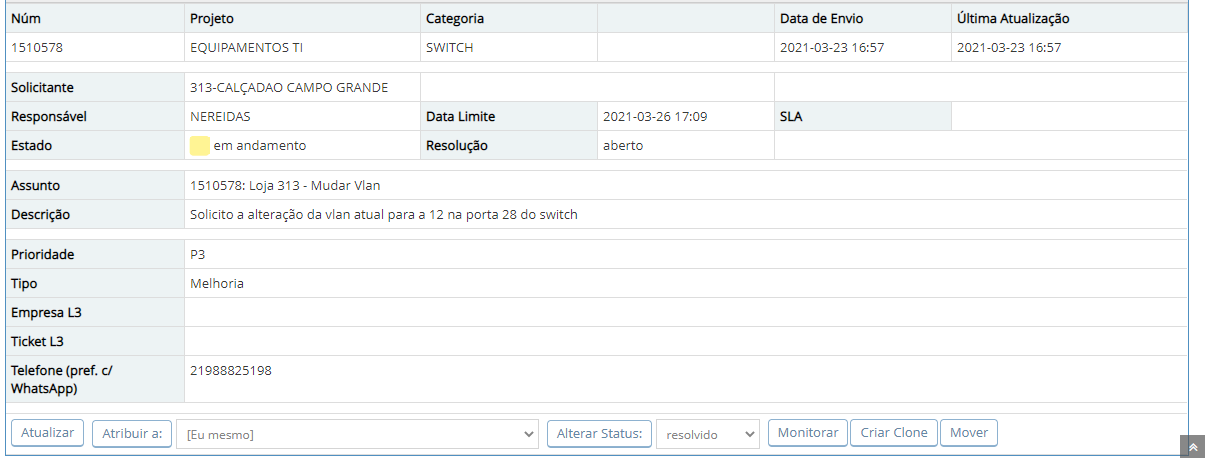 Núm Projeto Categoria Data de Envio Última Atualização
1510578 EQUIPAMENTOS TI SWITCH 2021-03-23 16:57 2021-03-23 16:57
Solicitante 313-CALÇADAO CAMPO GRANDE
Responsável NEREIDAS Data Limite 2021-03-26 17:09 SLA
Estado em andamento Resolução aberto
Assunto 1510578: Loja 313 - Mudar Vlan
Descrição Solicito a alteração da vlan atual para a 12 na porta 28 do switch
Prioridade P3
Tipo Melhoria
Empresa L3
Ticket L3
Telefone (pref. c/ 21988825198
WhatsApp)
Atualizar Atribuir a: [Eu mesmo] Alterar Status: resolvido Monitorar Criar Clone Mover